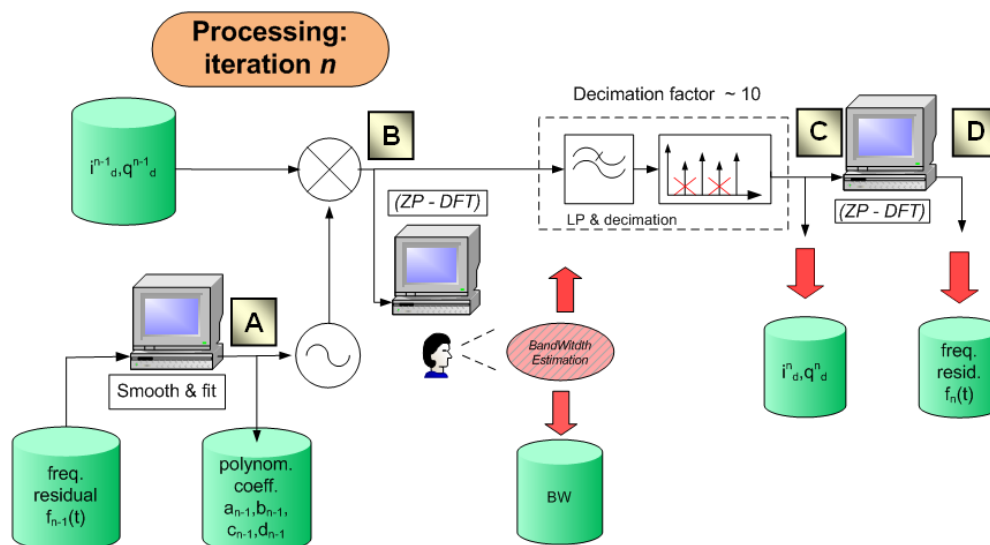 Processing:
iteration n
Decimation factor ~ 10
B
C
D
i^{n-1}_d,q^{n-1}_d
(ZP - DFT)
LP & decimation
(ZP - DFT)
A
BandWitdth
Estimation
Smooth & fit
i^n_d,q^n_d
freq.
resid.
f_n(t)
freq.
residual
f_{n-1}(t)
polynom.
coeff.
a_{n-1},b_{n-1},
c_{n-1},d_{n-1}
BW